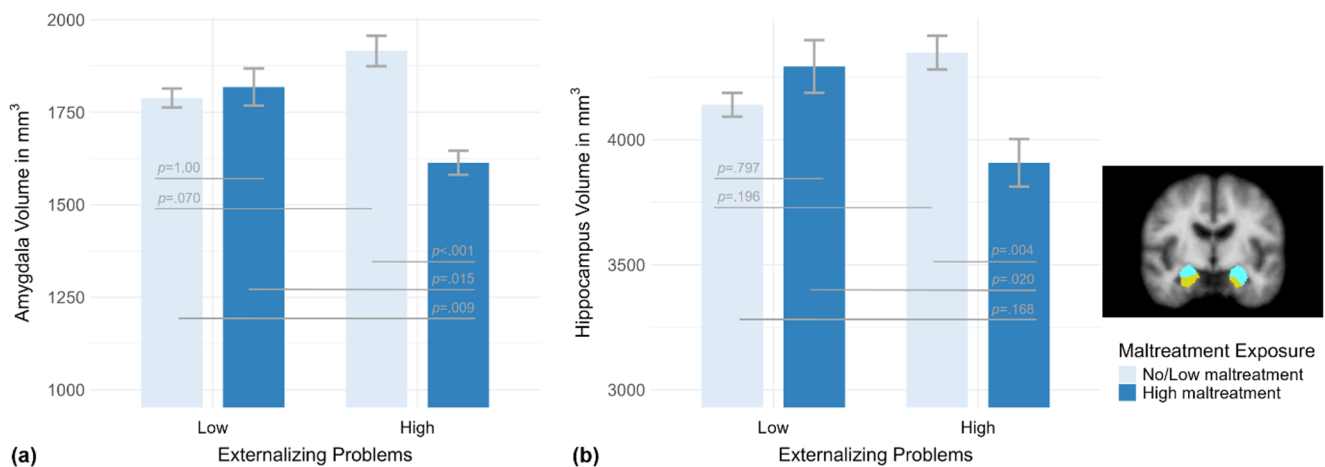 2000
1750
1500
1250
1000
Amygdala Volume in mm³
p=1.00
p=.070
p<.001
p=.015
p=.009
Low
High
(a)
Externalizing Problems
4000
3500
3000
Hippocampus Volume in mm³
p=.797
p=.196
p=.004
p=.020
p=.168
Low
High
(b)
Externalizing Problems
Maltreatment Exposure
No/Low maltreatment
High maltreatment